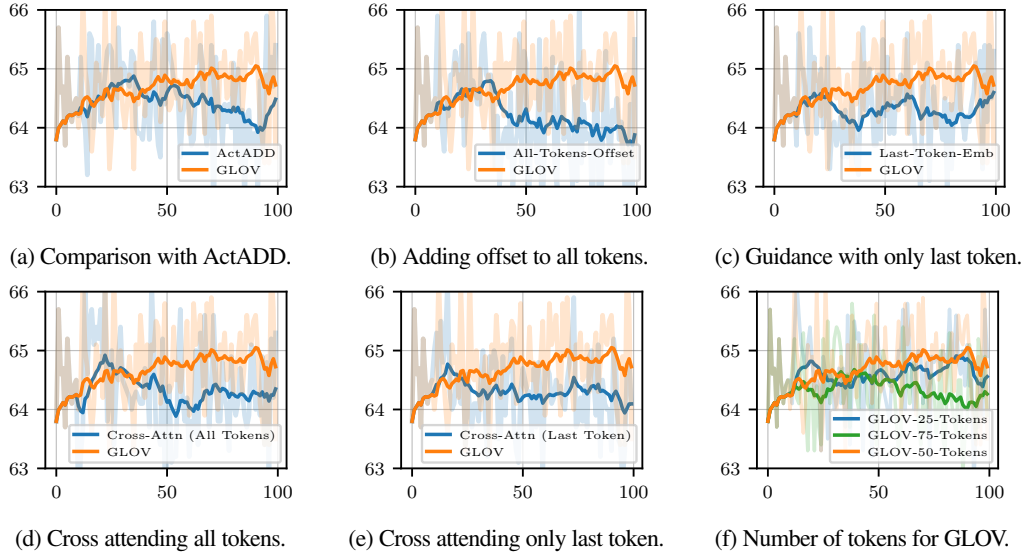 66
65
64
63
0
50
100
ActADD
GLOV
(a) Comparison with ActADD.
66
65
64
63
0
50
100
All-Tokens-Offset
GLOV
(b) Adding offset to all tokens.
66
65
64
63
0
50
100
Last-Token-Emb
GLOV
(c) Guidance with only last token.
66
65
64
63
0
50
100
Cross-Attn (All Tokens)
GLOV
(d) Cross attending all tokens.
66
65
64
63
0
50
100
Cross-Attn (Last Token)
GLOV
(e) Cross attending only last token.
66
65
64
63
0
50
100
GLOV-25-Tokens
GLOV-75-Tokens
GLOV-50-Tokens
(f) Number of tokens for GLOV.